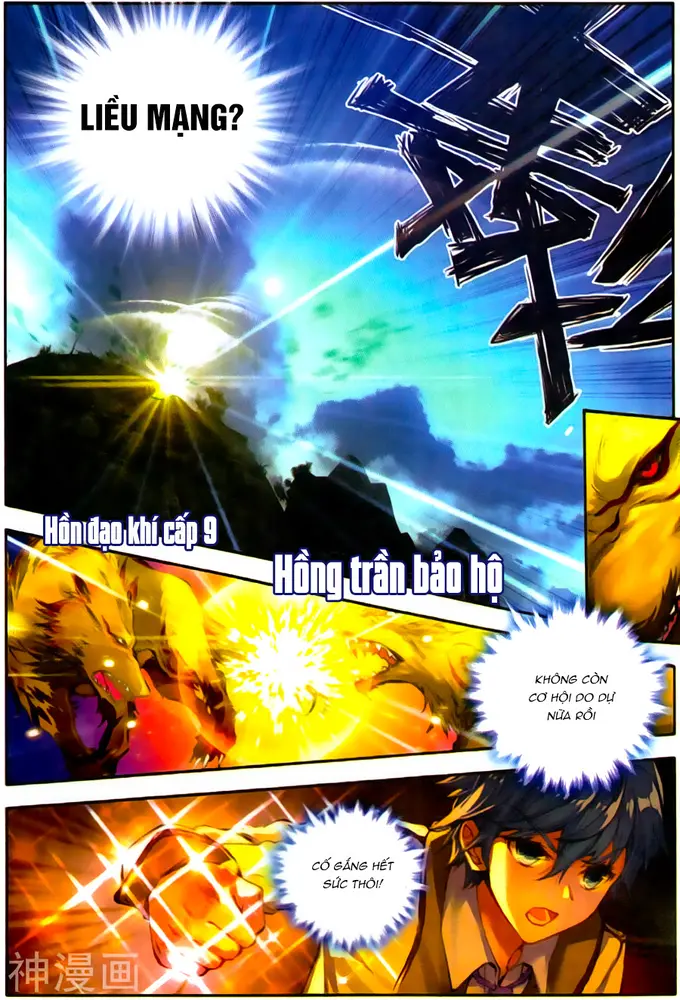 LIỀU MẠNG?
Hồn đạo khí cấp 9
Hồng trần bảo hộ
KHÔNG CÒN
CƠ HỘI DO DỰ
NỮA RỒI
CỐ GẮNG HẾT
SỨC THÔI!
神漫画